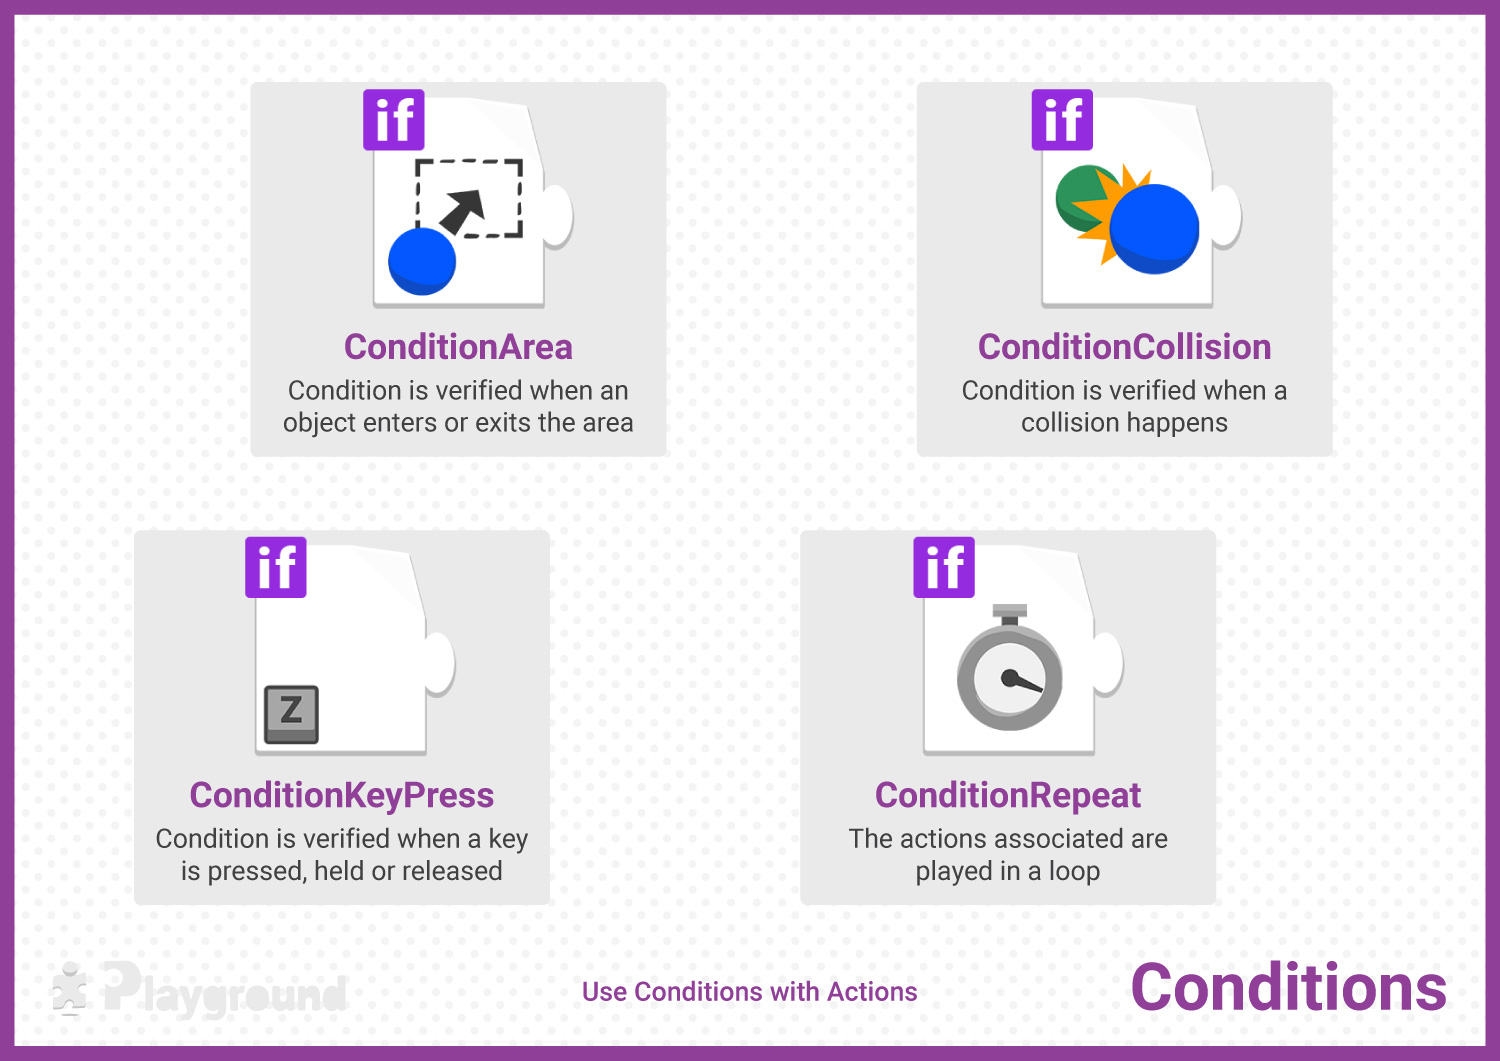 if
ConditionArea
Condition is verified when an
object enters or exits the area
if
ConditionCollision
Condition is verified when a
collision happens
if
Z
ConditionKeyPress
Condition is verified when a key
is pressed, held or released
if
ConditionRepeat
The actions associated are
played in a loop
Playground
Use Conditions with Actions
Conditions